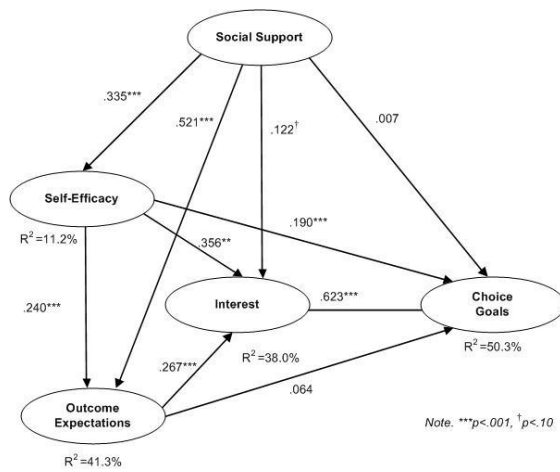 Social Support
.335***
.521***
.122†
.007
Self-Efficacy
R²=11.2%
.190***
.356**
.240***
Interest
.623***
Choice
Goals
R²=38.0%
R²=50.3%
.267***
.064
Outcome
Expectations
R²=41.3%
Note. ***p<.001, †p<.10